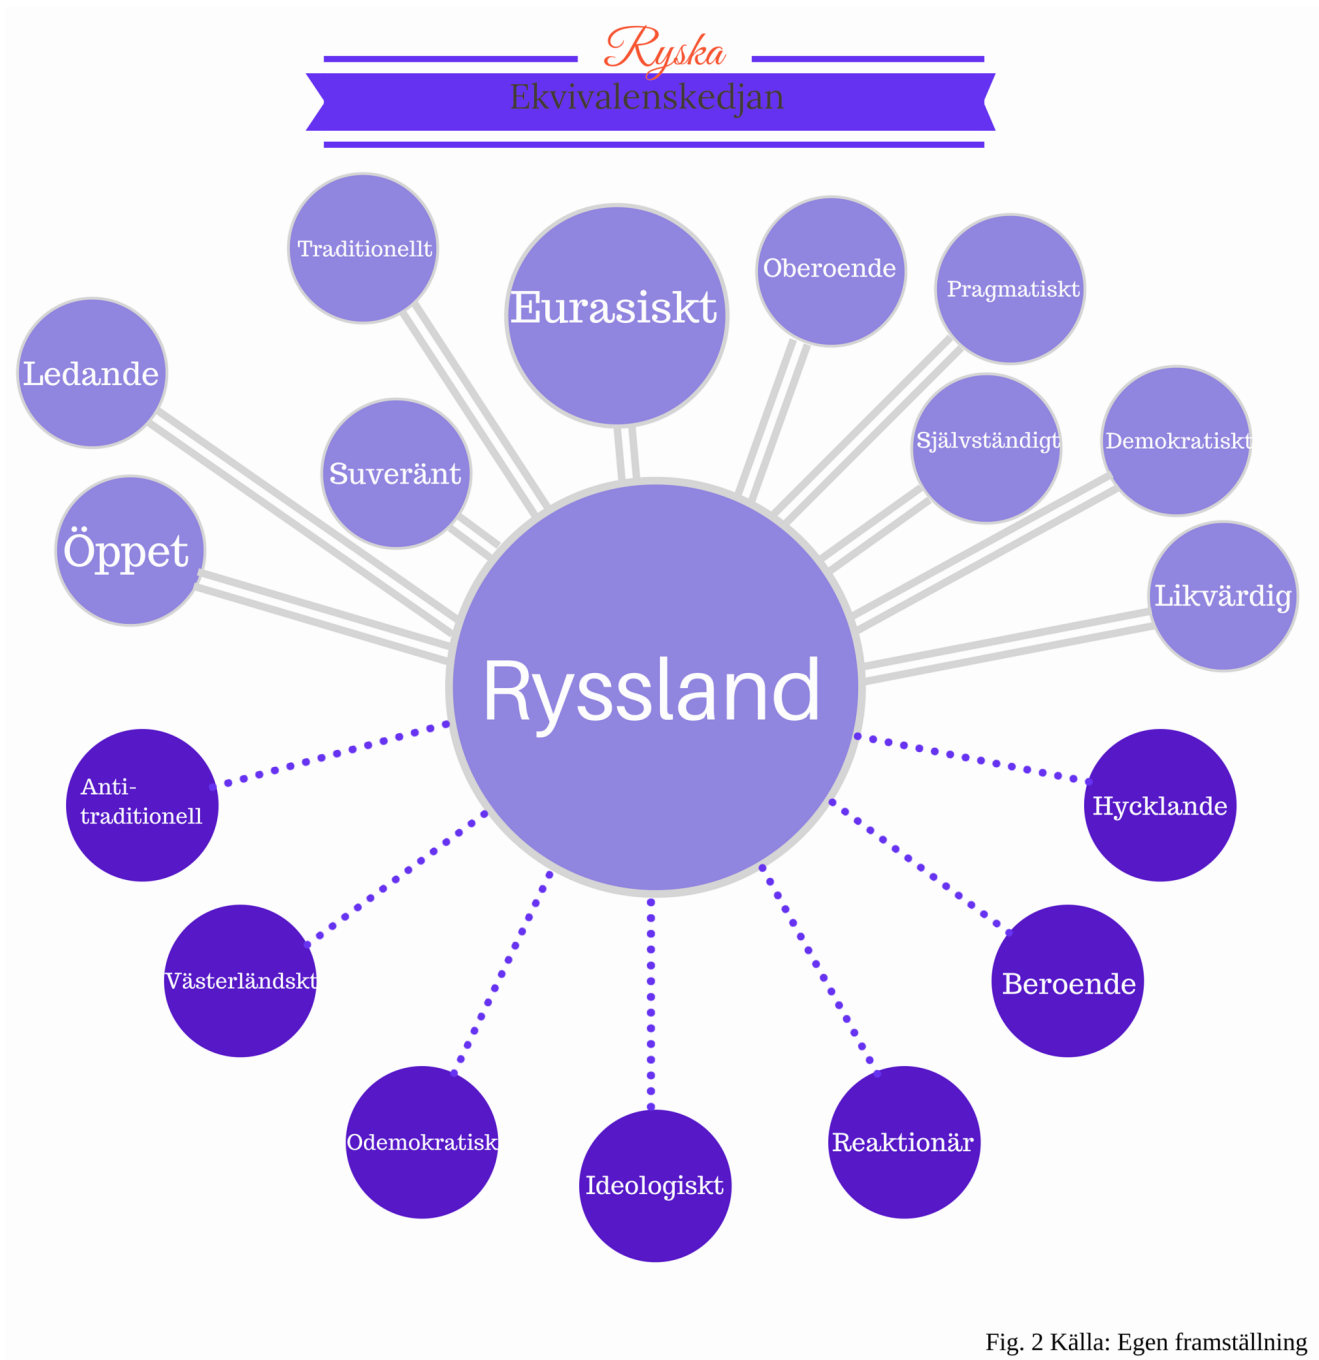 Ryska
Ekvivalenskedjan
Traditionellt
Eurasiskt
Oberoende
Pragmatiskt
Ledande
Suveränt
Självständigt
Demokratiskt
Öppet
Likvärdig
Ryssland
Anti-
traditionell
Hycklande
Västerländskt
Beroende
Odemokratisk
Ideologiskt
Reaktionär
Fig. 2 Källa: Egen framställning